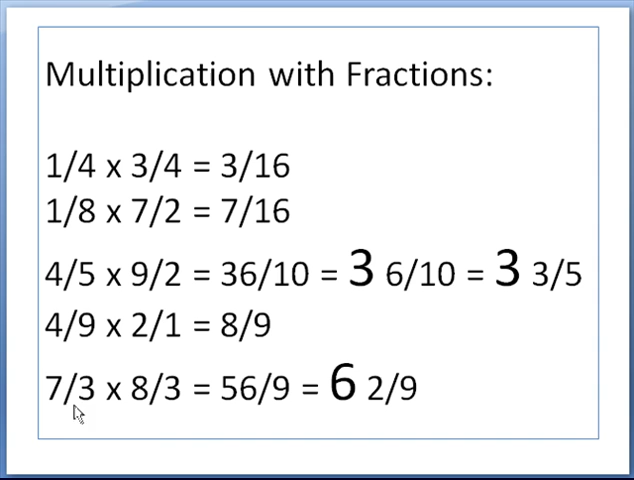 Multiplication with Fractions:
1/4 x 3/4 = 3/16
1/8 x 7/2 = 7/16
4/5 x 9/2 = 36/10 = 3 6/10 = 3 3/5
4/9 x 2/1 = 8/9
7/3 x 8/3 = 56/9 = 6 2/9